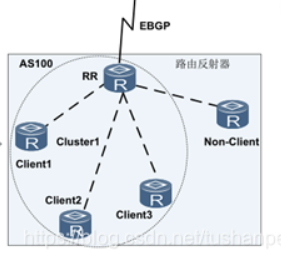 EBGP
AS100
路由反射器
RR
R
R
Non-Client
R
Cluster1
Client1
Client2
R
Client3
R
https://blog.csdn.net/tushanpe